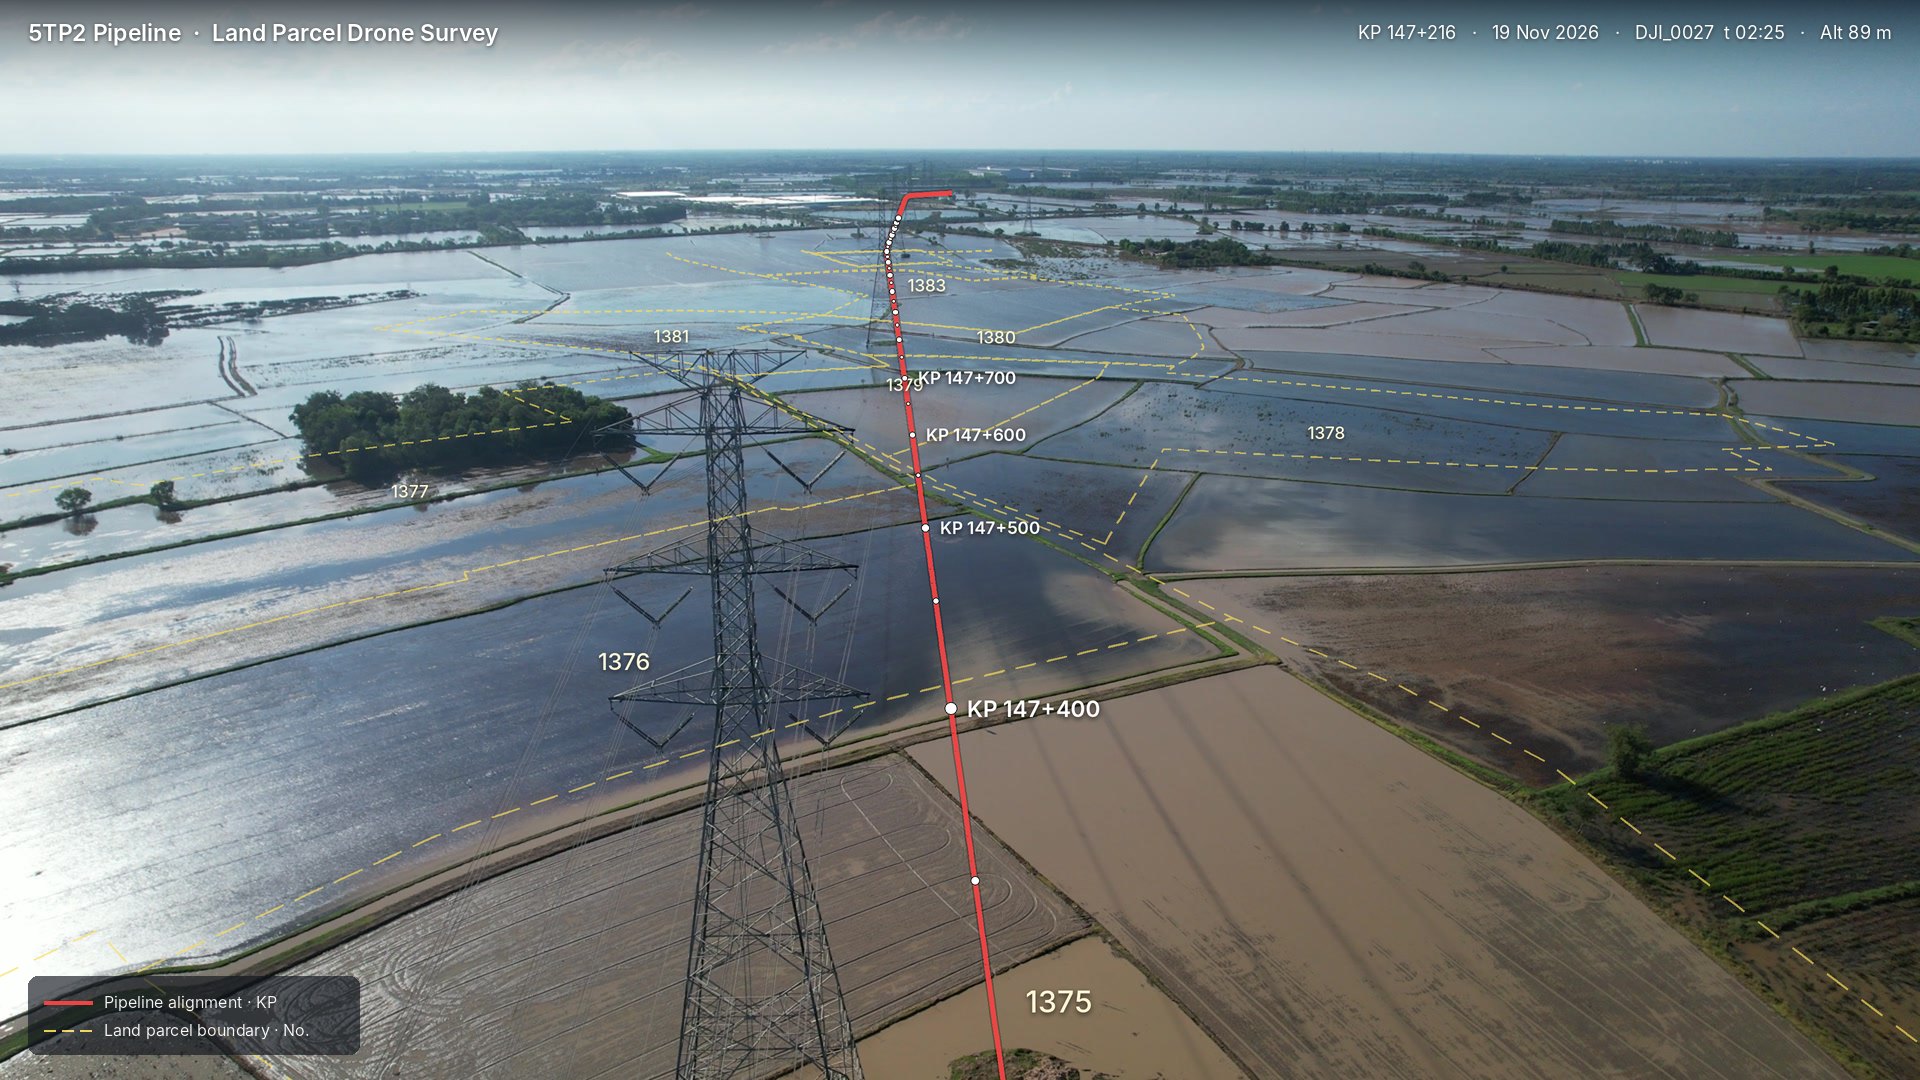 5TP2 Pipeline · Land Parcel Drone Survey
KP 147+216 · 19 Nov 2026 · DJI_0027 t 02:25 · Alt 89 m
1383
1381
1380
KP 147+700
1379
KP 147+600
1378
1377
KP 147+500
1376
KP 147+400
1375
Pipeline alignment · KP
Land parcel boundary · No.